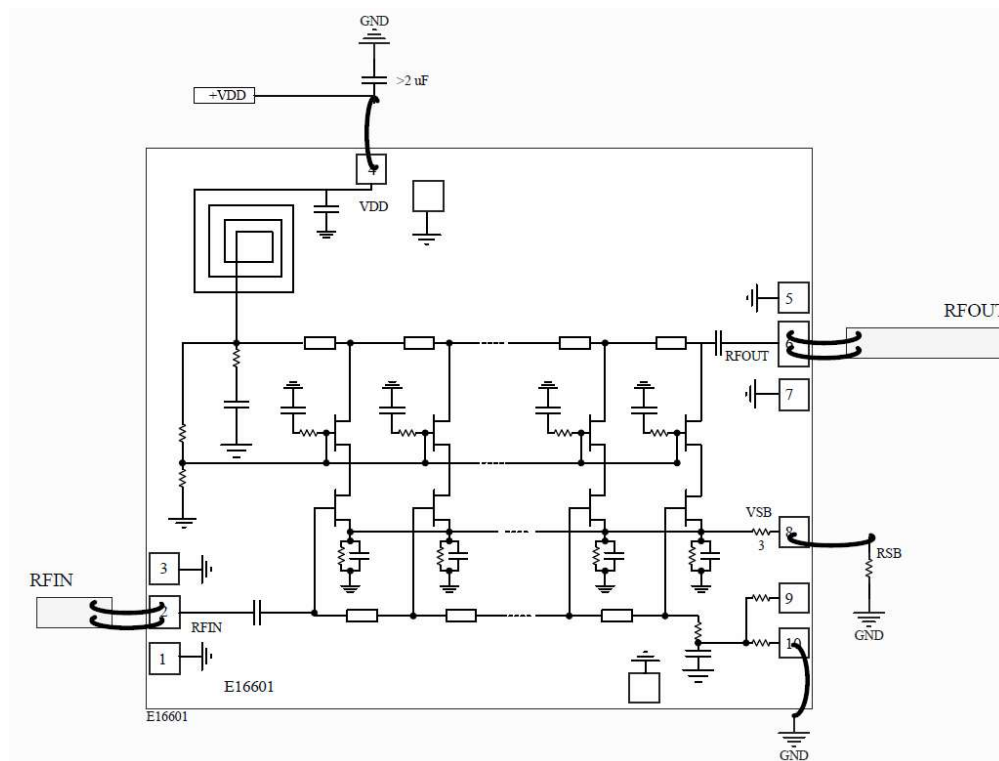 GND
>2 uF
+VDD
4
VDD
5
RFOUT
6
RFOUT
7
VSB
8
3
RSB
3
RFIN
9
2
RFIN
GND
1
10
E16601
E16601
GND